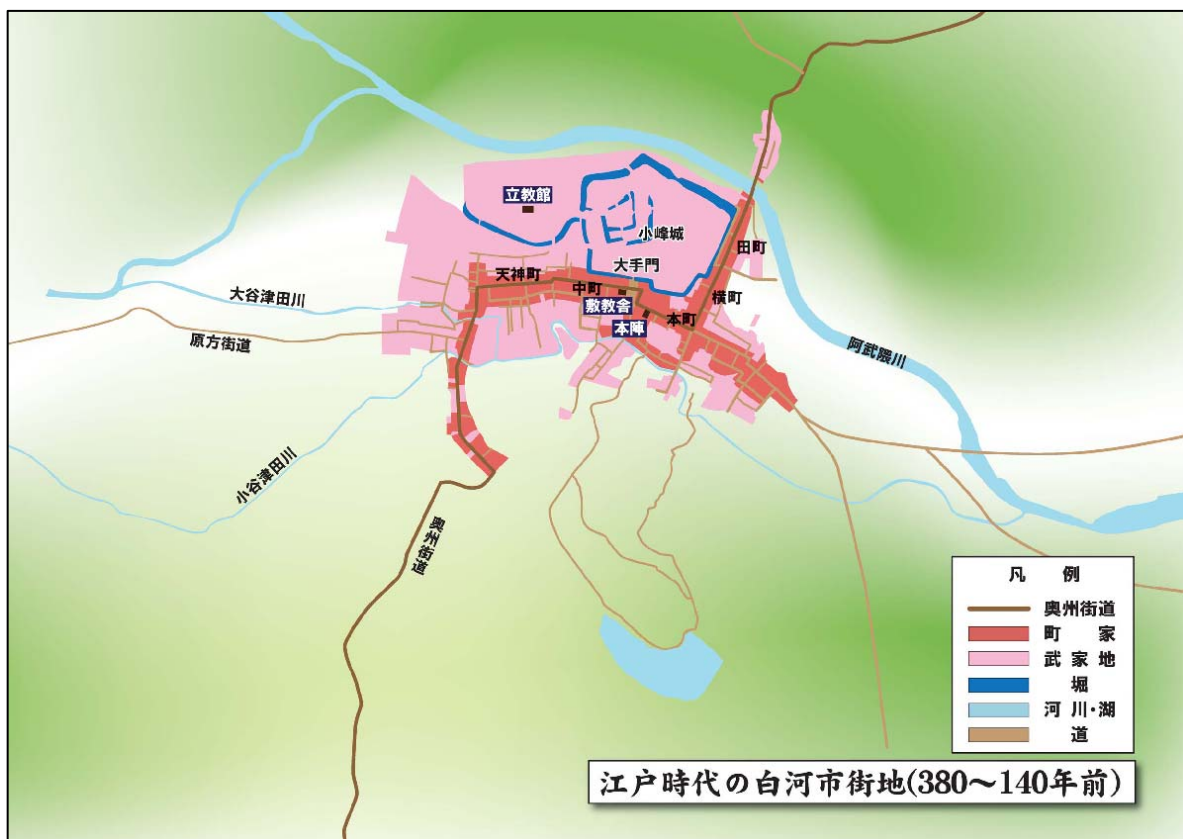 立教館
小峰城
田町
大手門
天神町
中町
横町
敷教舎
本町
本陣
大谷津田川
原方街道
阿武隈川
小谷津田川
奥州街道
凡 例
奥州街道
町 家
武 家 地
堀
河 川・湖
道
江戸時代の白河市街地(380～140年前)